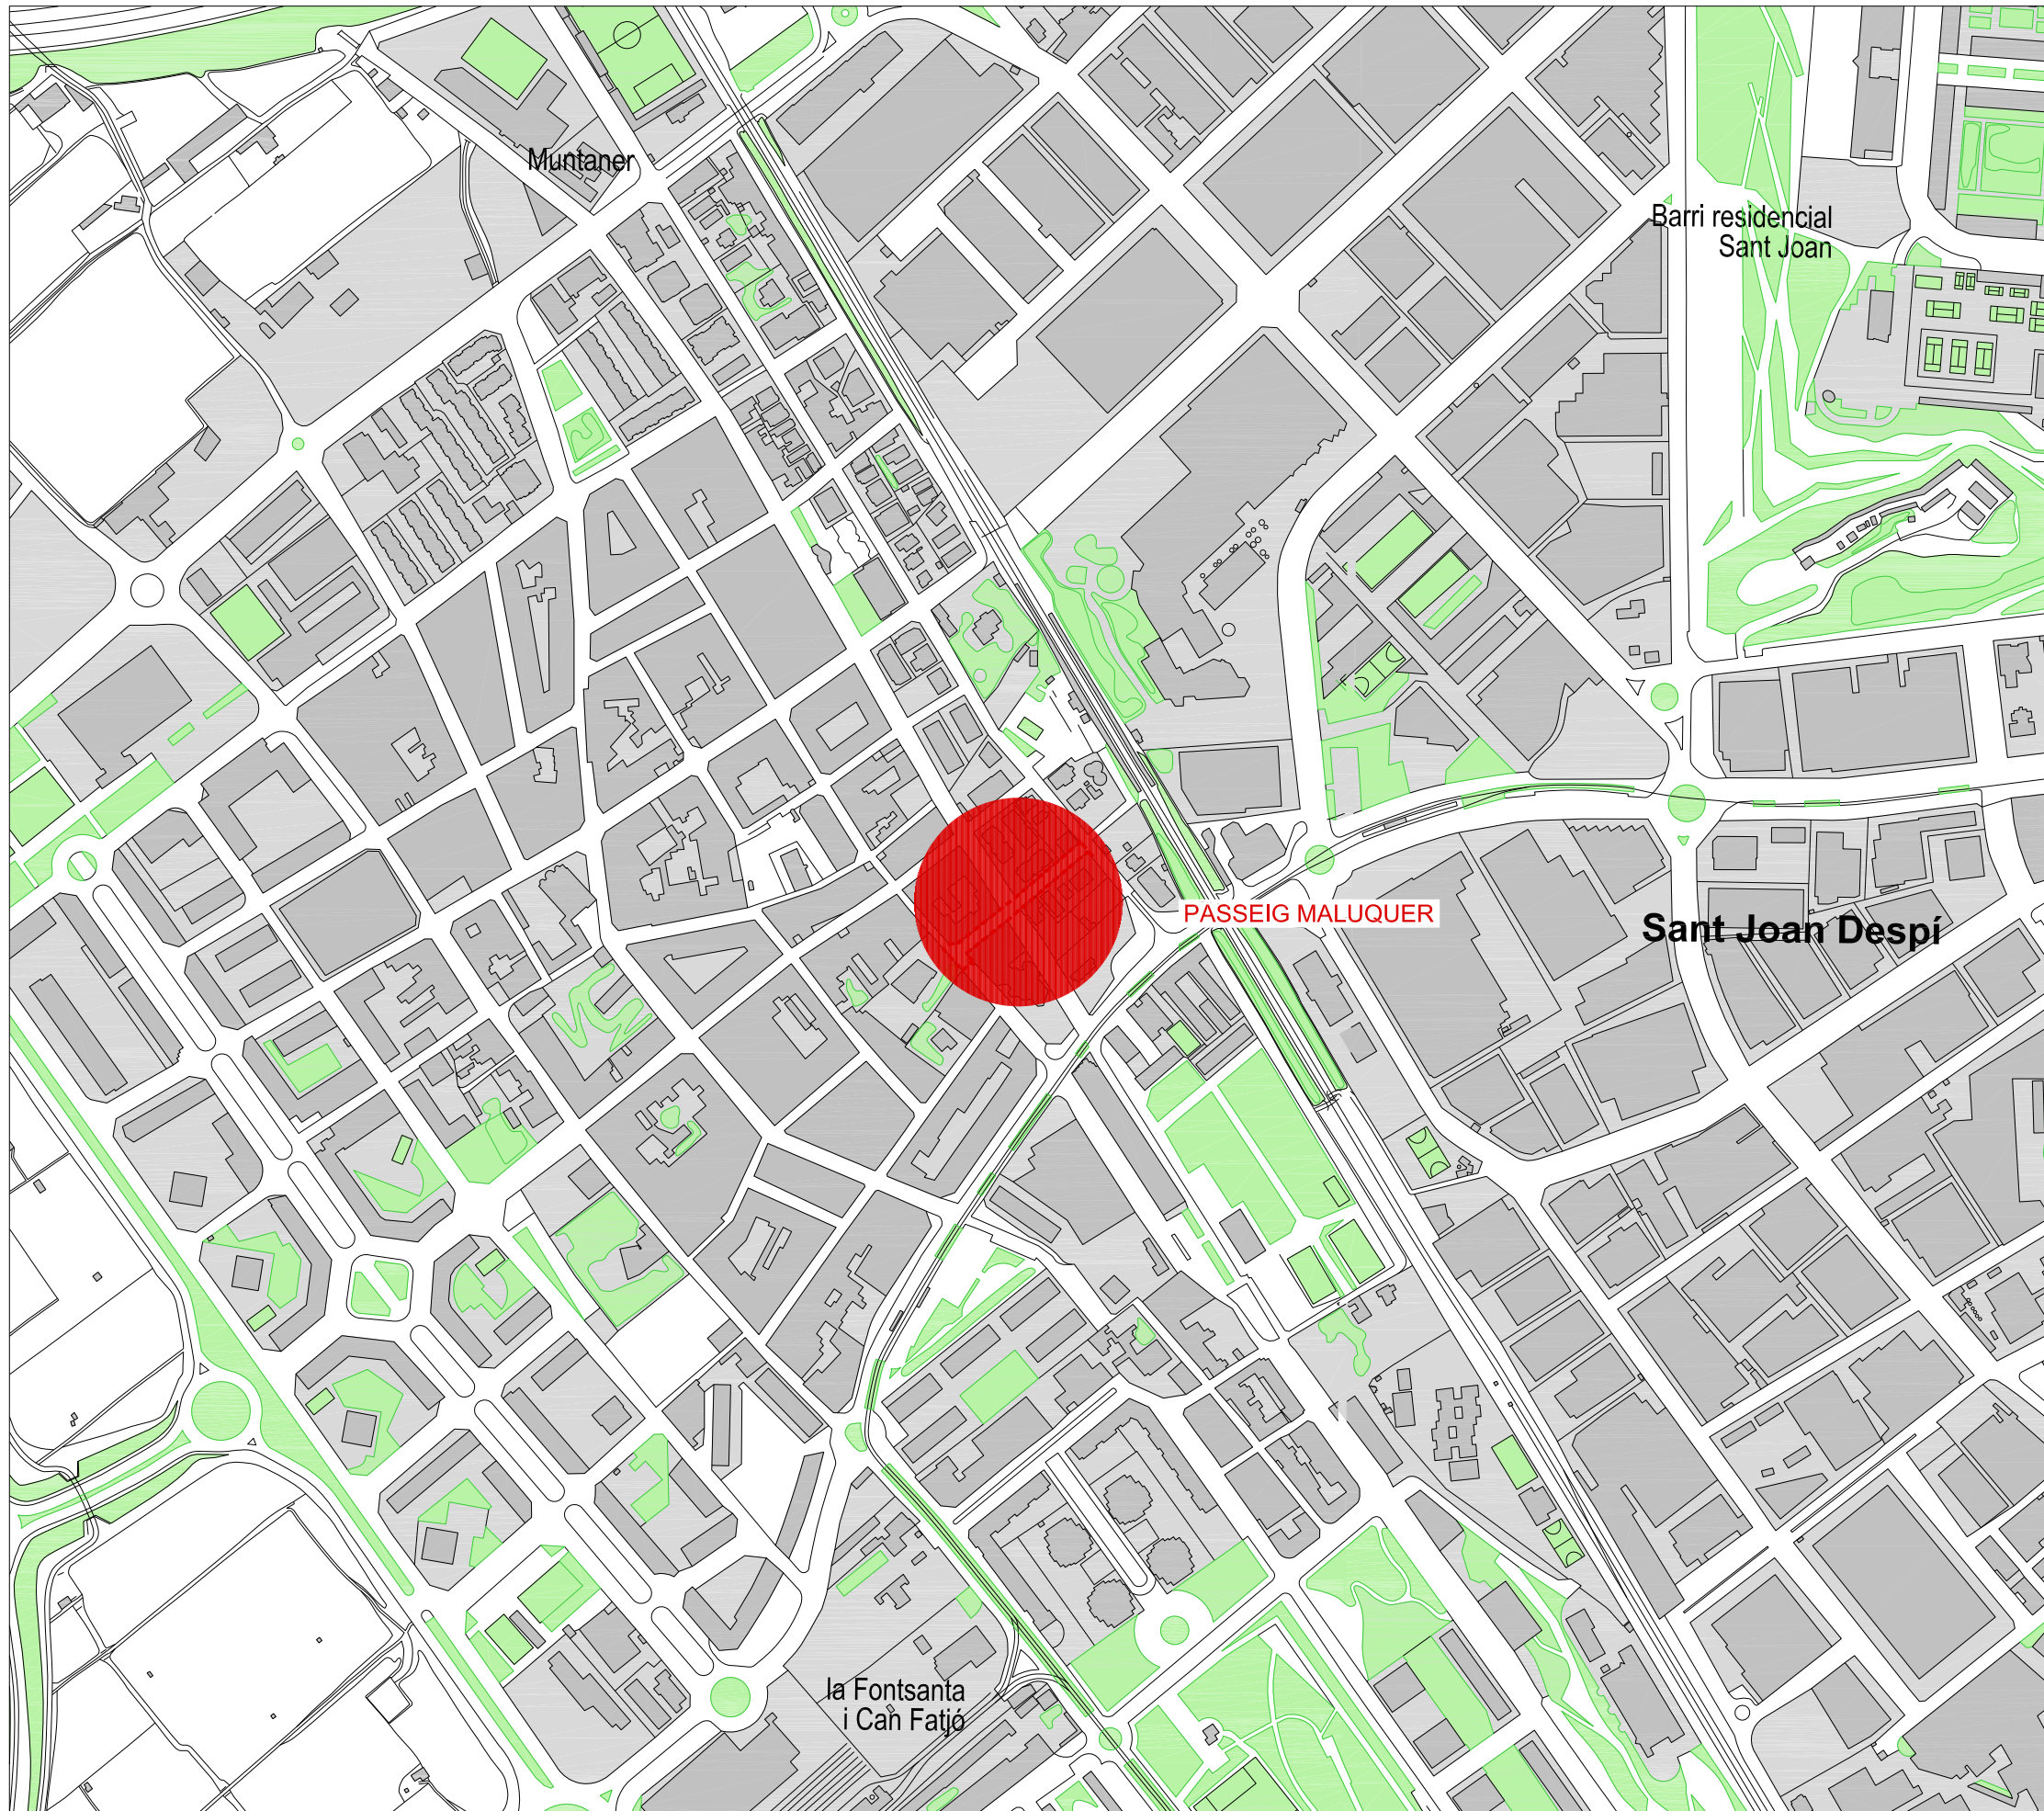 Muntaner
Barri residencial
Sant Joan
PASSEIG MALUQUER
Sant Joan Despí
la Fontsanta
i Can Fatjó